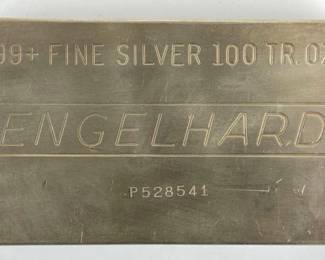 99+ FINE SILVER 100 TR. OZ
ENGELHARD
P528541